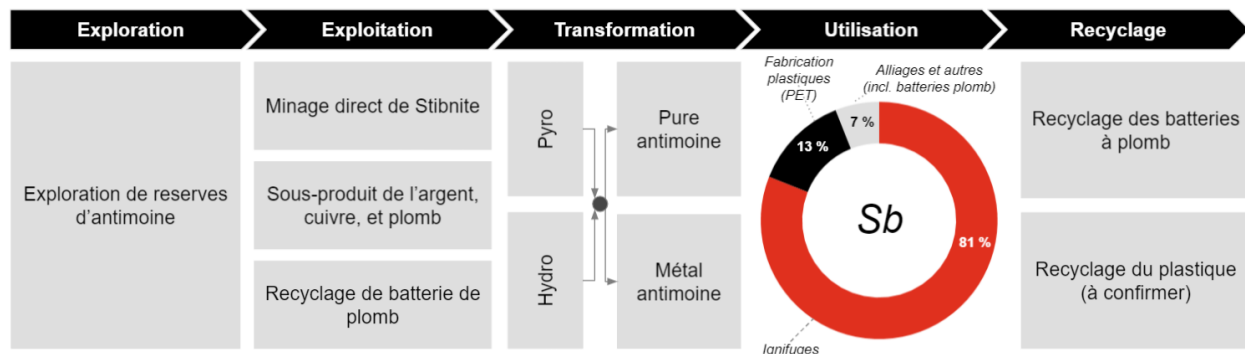 Exploration
Exploitation
Transformation
Utilisation
Recyclage
Exploration de reserves
d’antimoine
Minage direct de Stibnite
Sous-produit de l’argent,
cuivre, et plomb
Recyclage de batterie de
plomb
Pyro
Hydro
Pure
antimoine
Métal
antimoine
Fabrication
plastiques
(PET)
Alliages et autres
(incl. batteries plomb)
7 %
13 %
Sb
81 %
Ignifuges
Recyclage des batteries
à plomb
Recyclage du plastique
(à confirmer)